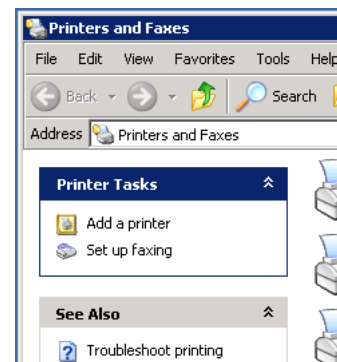 Printers and Faxes
File Edit View Favorites Tools Help
Back Search
Address Printers and Faxes
Printer Tasks
Add a printer
Set up faxing
See Also
Troubleshoot printing